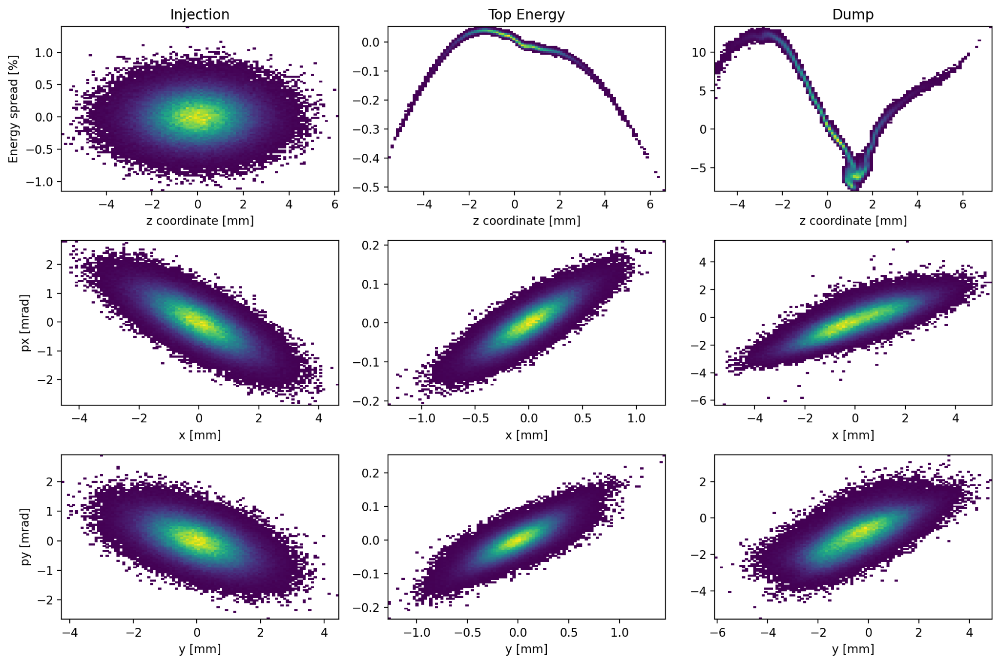 Injection Top Energy Dump
1.0 0.5 0.0 −0.5 −1.0
Energy spread [%]
−4 −2 0 2 4 6
z coordinate [mm]
0.0 −0.1 −0.2 −0.3 −0.4 −0.5
−4 −2 0 2 4 6
z coordinate [mm]
10 5 0 −5
−4 −2 0 2 4 6
z coordinate [mm]
2 1 0 −1 −2
px [mrad]
−4 −2 0 2 4
x [mm]
0.2 0.1 0.0 −0.1 −0.2
−1.0 −0.5 0.0 0.5 1.0
x [mm]
4 2 0 −2 −4 −6
−4 −2 0 2 4
x [mm]
2 1 0 −1 −2
py [mrad]
−4 −2 0 2 4
y [mm]
0.2 0.1 0.0 −0.1 −0.2
−1.0 −0.5 0.0 0.5 1.0
y [mm]
2 0 −2 −4
−6 −4 −2 0 2 4
y [mm]